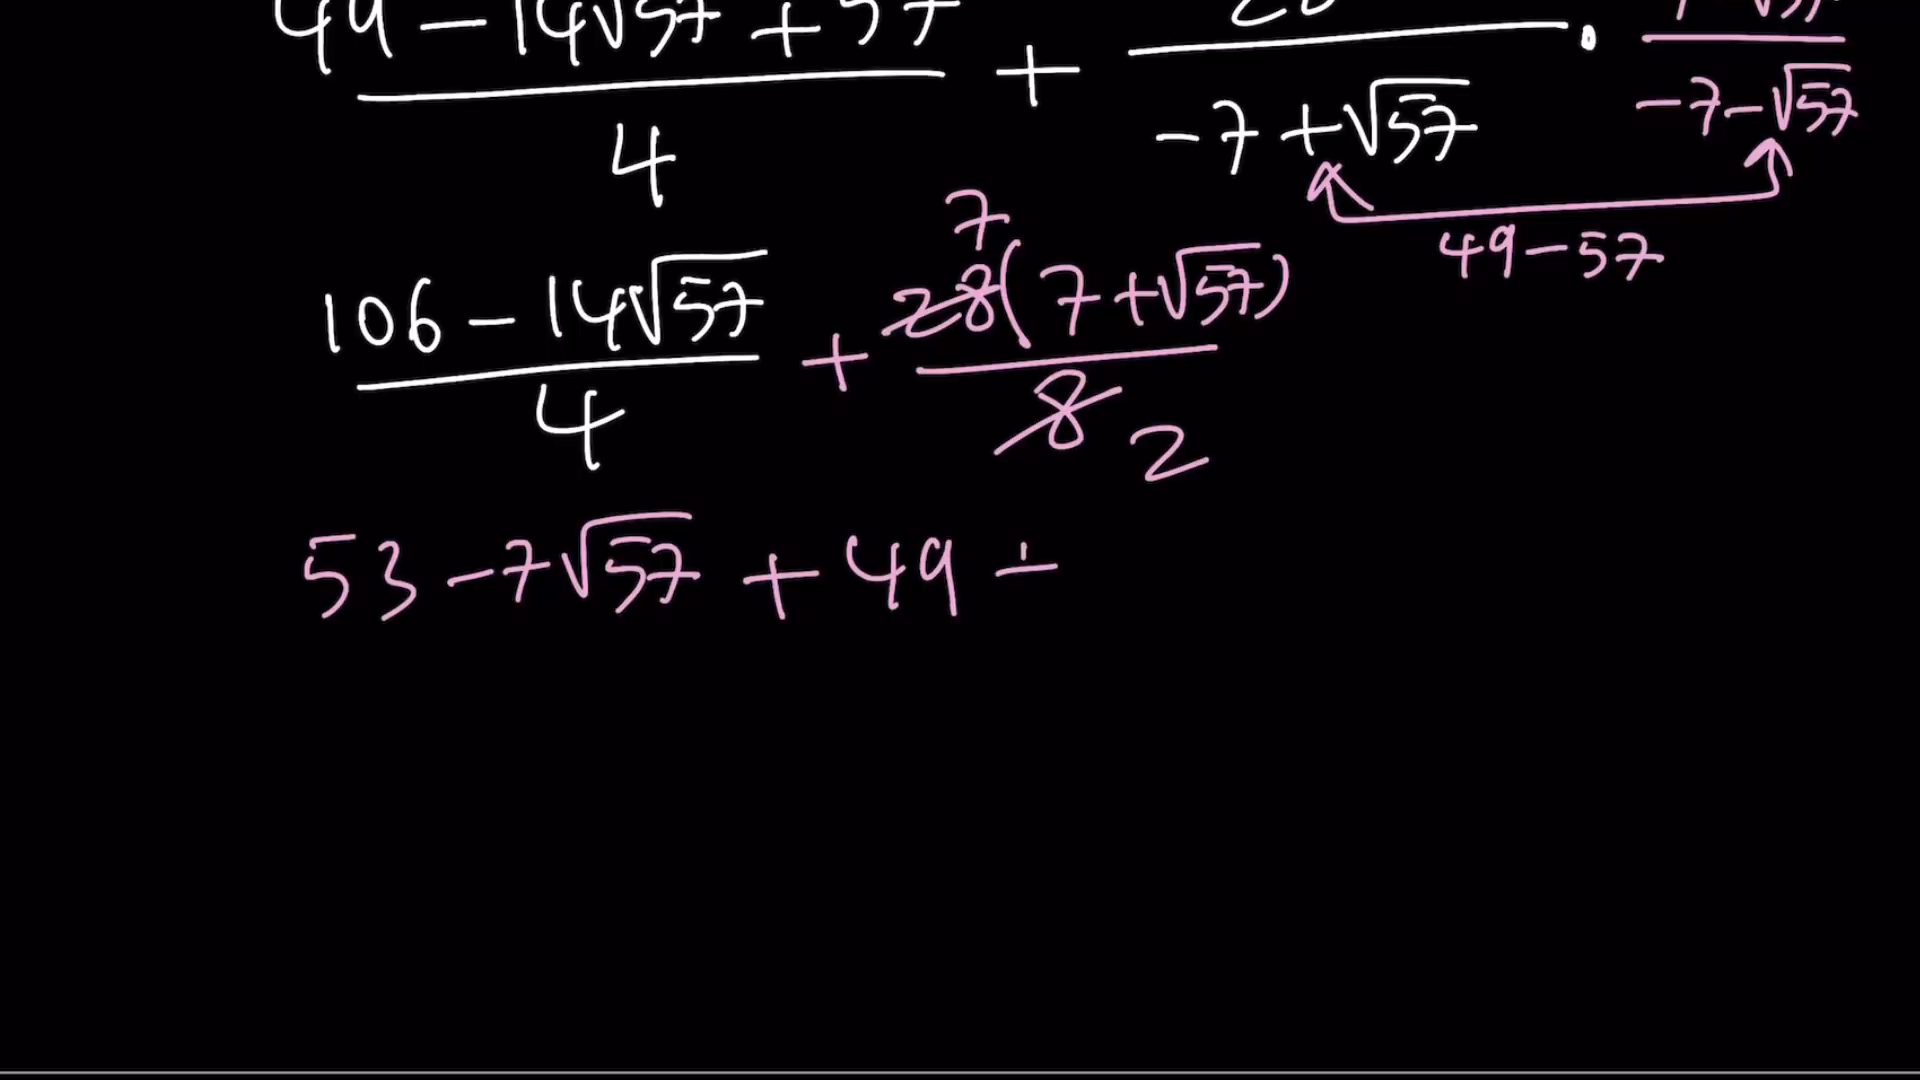 49 - 14√57 + 57 / 4 + 28 / -7 + √57 · -7 - √57 / -7 - √57
49 - 57
106 - 14√57 / 4 + 7 28(7 + √57) / 8 2
53 - 7√57 + 49 +